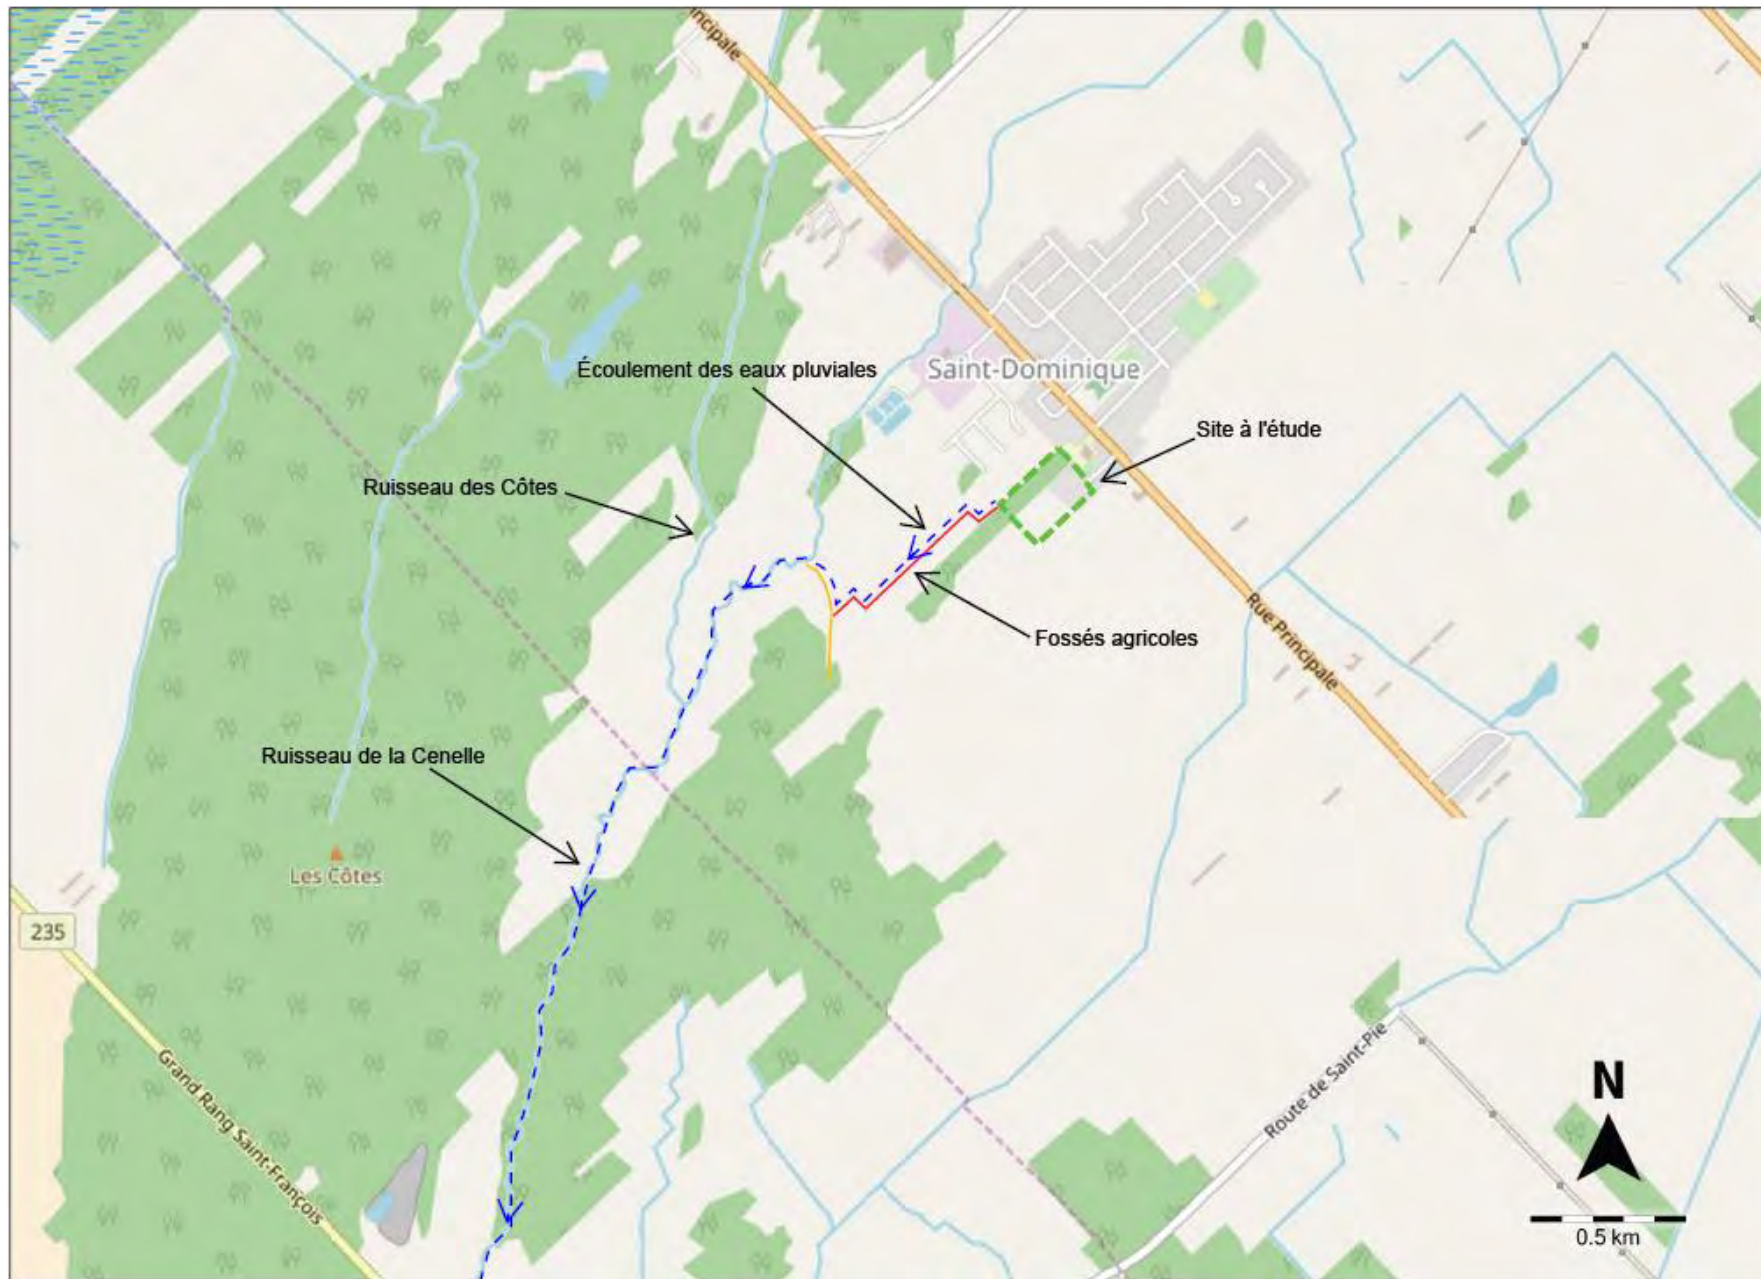 ncipale
Saint-Dominique
Écoulement des eaux pluviales
Site à l'étude
Ruisseau des Côtes
Fossés agricoles
Rue Principale
Ruisseau de la Cenelle
Les Côtes
235
Grand Rang Saint-François
Route de Saint-Pie
N
0.5 km